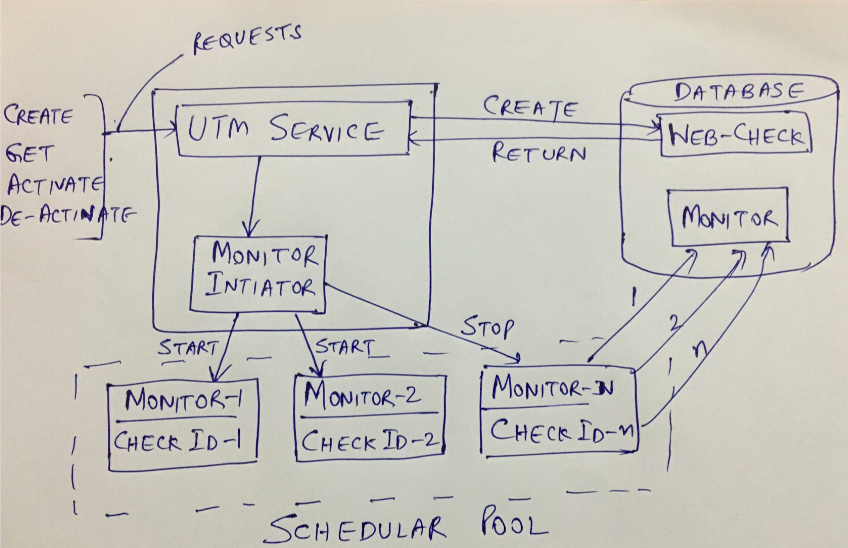 REQUESTS
CREATE
GET
ACTIVATE
DE-ACTINATE
UTM SERVICE
CREATE
RETURN
DATABASE
WEB-CHECK
MONITOR
MONITOR
INTIATOR
START
START
STOP
1
2
n
MONITOR-1
CHECK ID-1
MONITOR-2
CHECK ID-2
MONITOR-N
CHECK ID-n
SCHEDULAR POOL